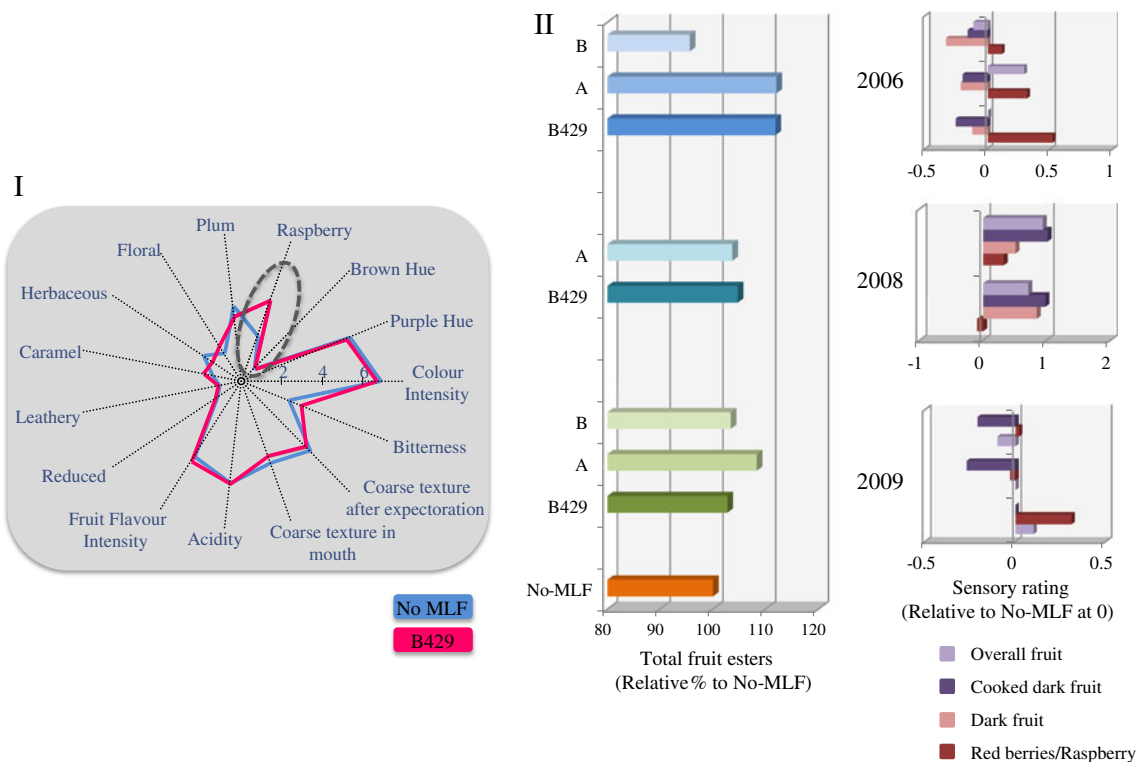 I
Plum
Raspberry
Floral
Brown Hue
Herbaceous
Purple Hue
Caramel
2 4 6
Colour
Intensity
Leathery
Bitterness
Reduced
Coarse texture
after expectoration
Fruit Flavour
Intensity
Acidity
Coarse texture in
mouth
No MLF
B429
II
B
A
B429
A
B429
B
A
B429
No-MLF
80 90 100 110 120
Total fruit esters
(Relative% to No-MLF)
2006
-0.5 0 0.5 1
2008
-1 0 1 2
2009
-0.5 0 0.5
Sensory rating
(Relative to No-MLF at 0)
Overall fruit
Cooked dark fruit
Dark fruit
Red berries/Raspberry